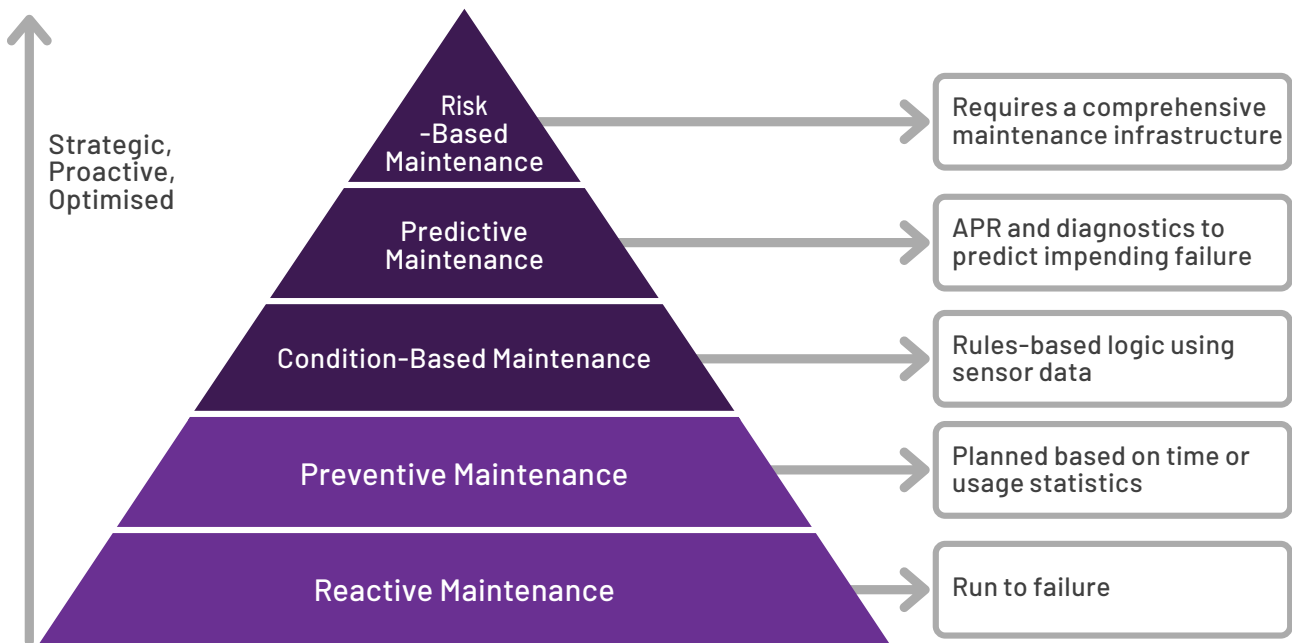 Strategic,
Proactive,
Optimised
Risk
-Based
Maintenance
Requires a comprehensive
maintenance infrastructure
Predictive
Maintenance
APR and diagnostics to
predict impending failure
Condition-Based Maintenance
Rules-based logic using
sensor data
Preventive Maintenance
Planned based on time or
usage statistics
Reactive Maintenance
Run to failure